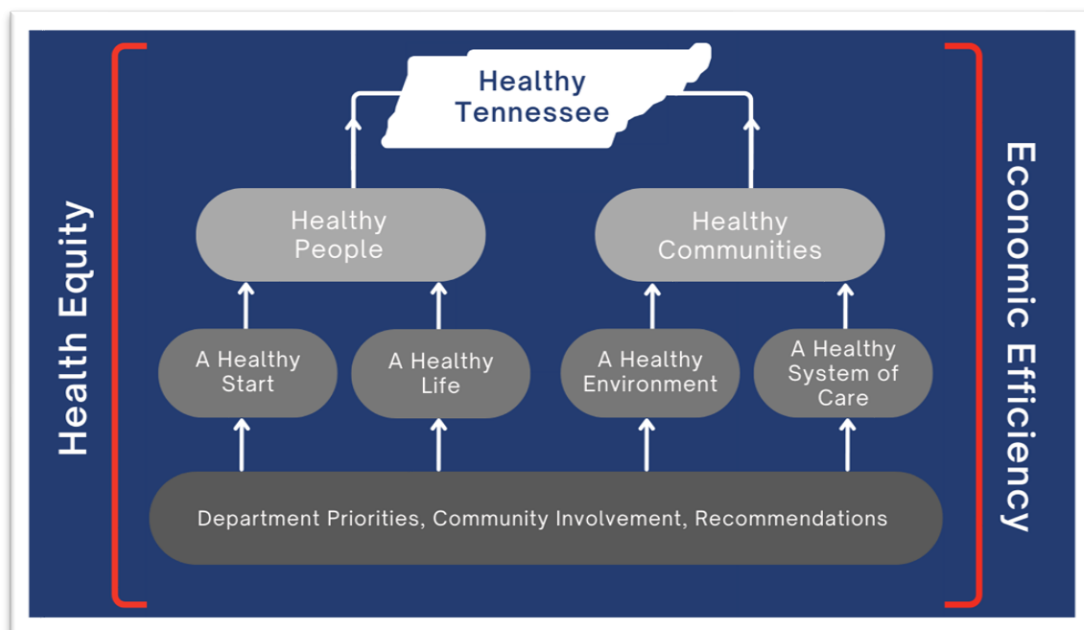 Healthy
Tennessee
Healthy
People
Healthy
Communities
A Healthy
Start
A Healthy
Life
A Healthy
Environment
A Healthy
System of
Care
Department Priorities, Community Involvement, Recommendations
Health Equity
Economic Efficiency